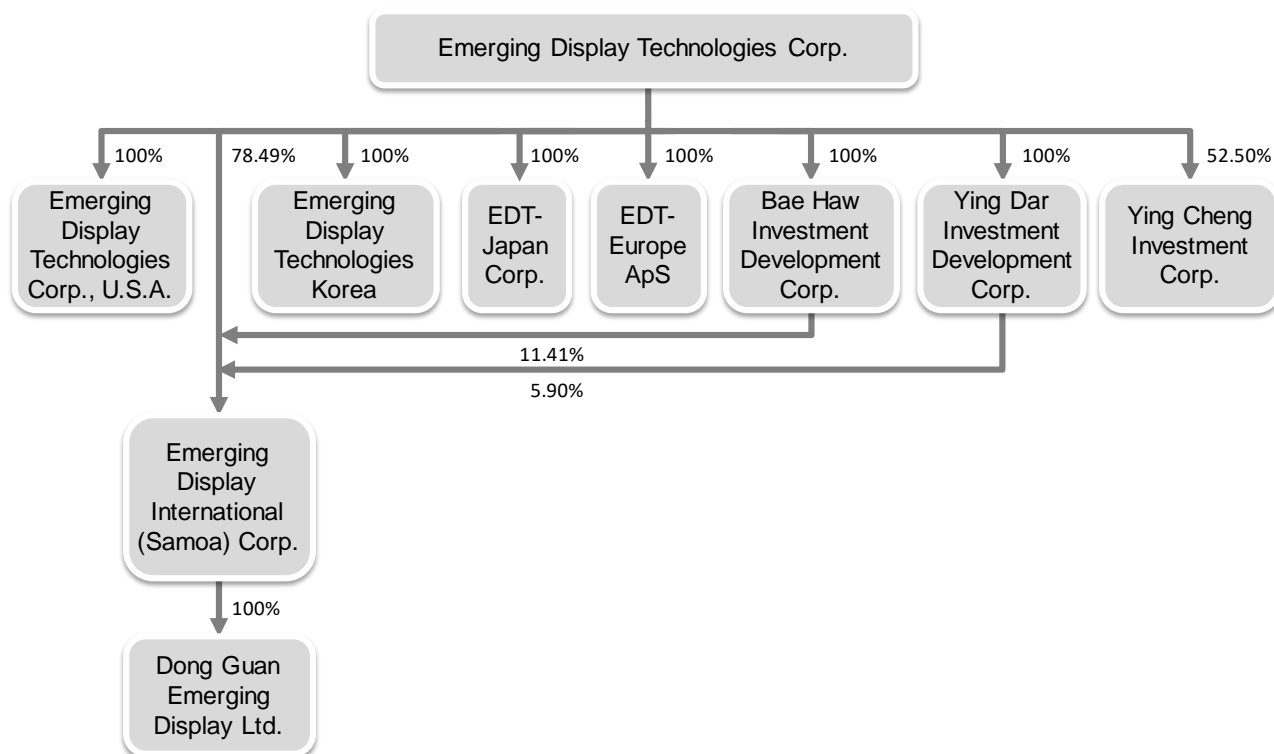 Emerging Display Technologies Corp.
100%
78.49%
100%
100%
100%
100%
100%
52.50%
Emerging
Display
Technologies
Corp., U.S.A.
Emerging
Display
Technologies
Korea
EDT-
Japan
Corp.
EDT-
Europe
ApS
Bae Haw
Investment
Development
Corp.
Ying Dar
Investment
Development
Corp.
Ying Cheng
Investment
Corp.
11.41%
5.90%
Emerging
Display
International
(Samoa) Corp.
100%
Dong Guan
Emerging
Display Ltd.